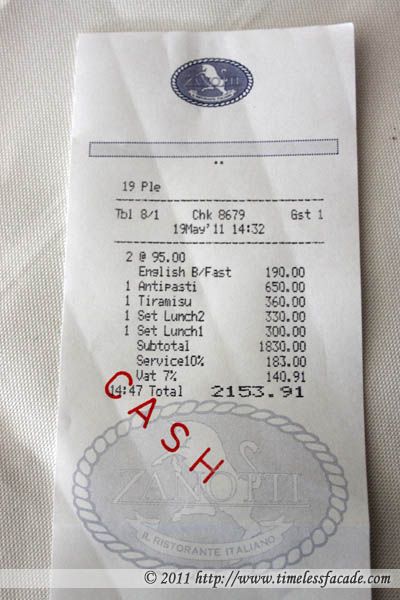 ZANOTTI
19 Ple
Tbl 8/1 Chk 8679 Gst 1
19May'11 14:32
2 @ 95.00
English B/Fast 190.00
1 Antipasti 650.00
1 Tiramisu 360.00
1 Set Lunch2 330.00
1 Set Lunch1 300.00
Subtotal 1830.00
Service10% 183.00
Vat 7% 140.91
14:47 Total 2153.91
CASH
ZANOTTI
IL RISTORANTE ITALIANO
© 2011 http://www.timelessfacade.com